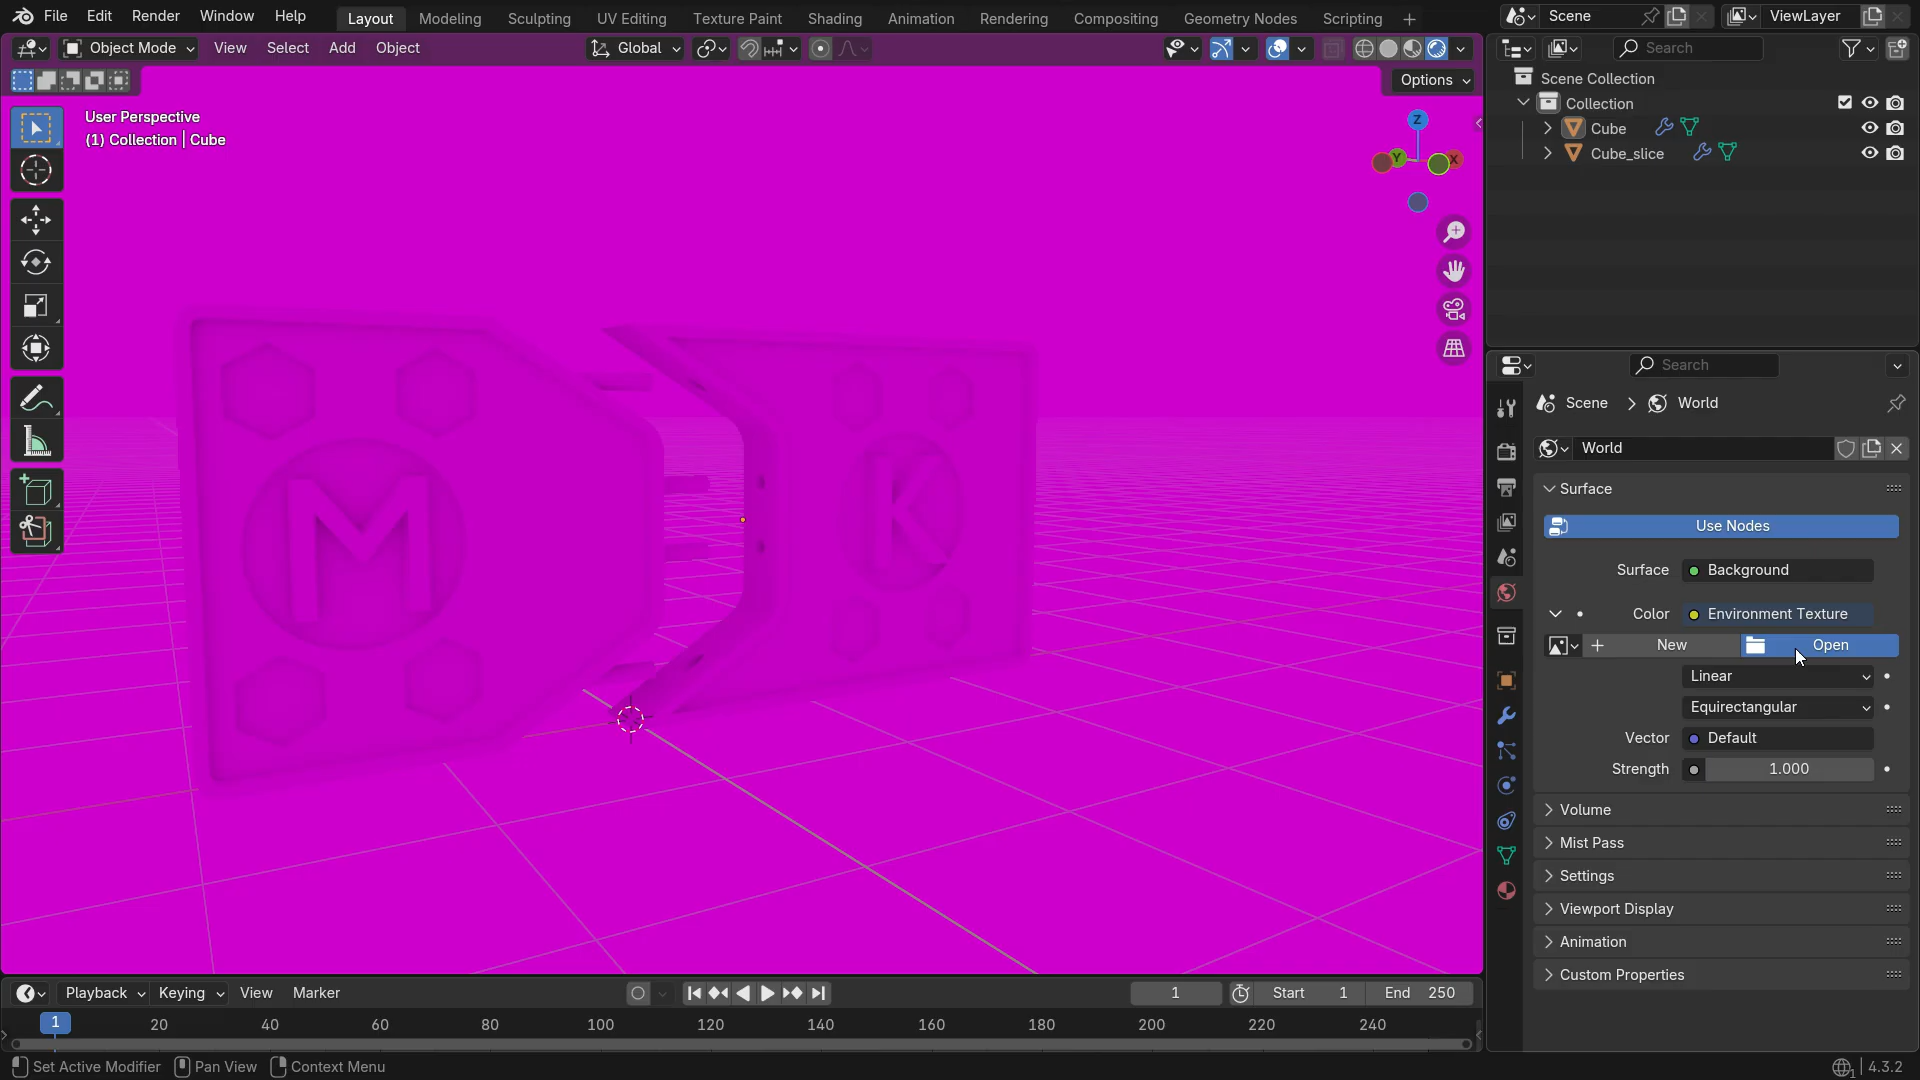 File Edit Render Window Help Layout Modeling Sculpting UV Editing Texture Paint Shading Animation Rendering Compositing Geometry Nodes Scripting Scene ViewLayer
Object Mode View Select Add Object Global Search
Options
User Perspective
(1) Collection | Cube
Z
Y
X
M
K
Scene Collection
Collection
Cube
Cube_slice
Search
Scene World
World
Surface
Use Nodes
Surface Background
Color Environment Texture
New Open
Linear
Equirectangular
Vector Default
Strength 1.000
Volume
Mist Pass
Settings
Viewport Display
Animation
Custom Properties
Playback Keying View Marker 1 Start 1 End 250
1 20 40 60 80 100 120 140 160 180 200 220 240
Set Active Modifier Pan View Context Menu 4.3.2